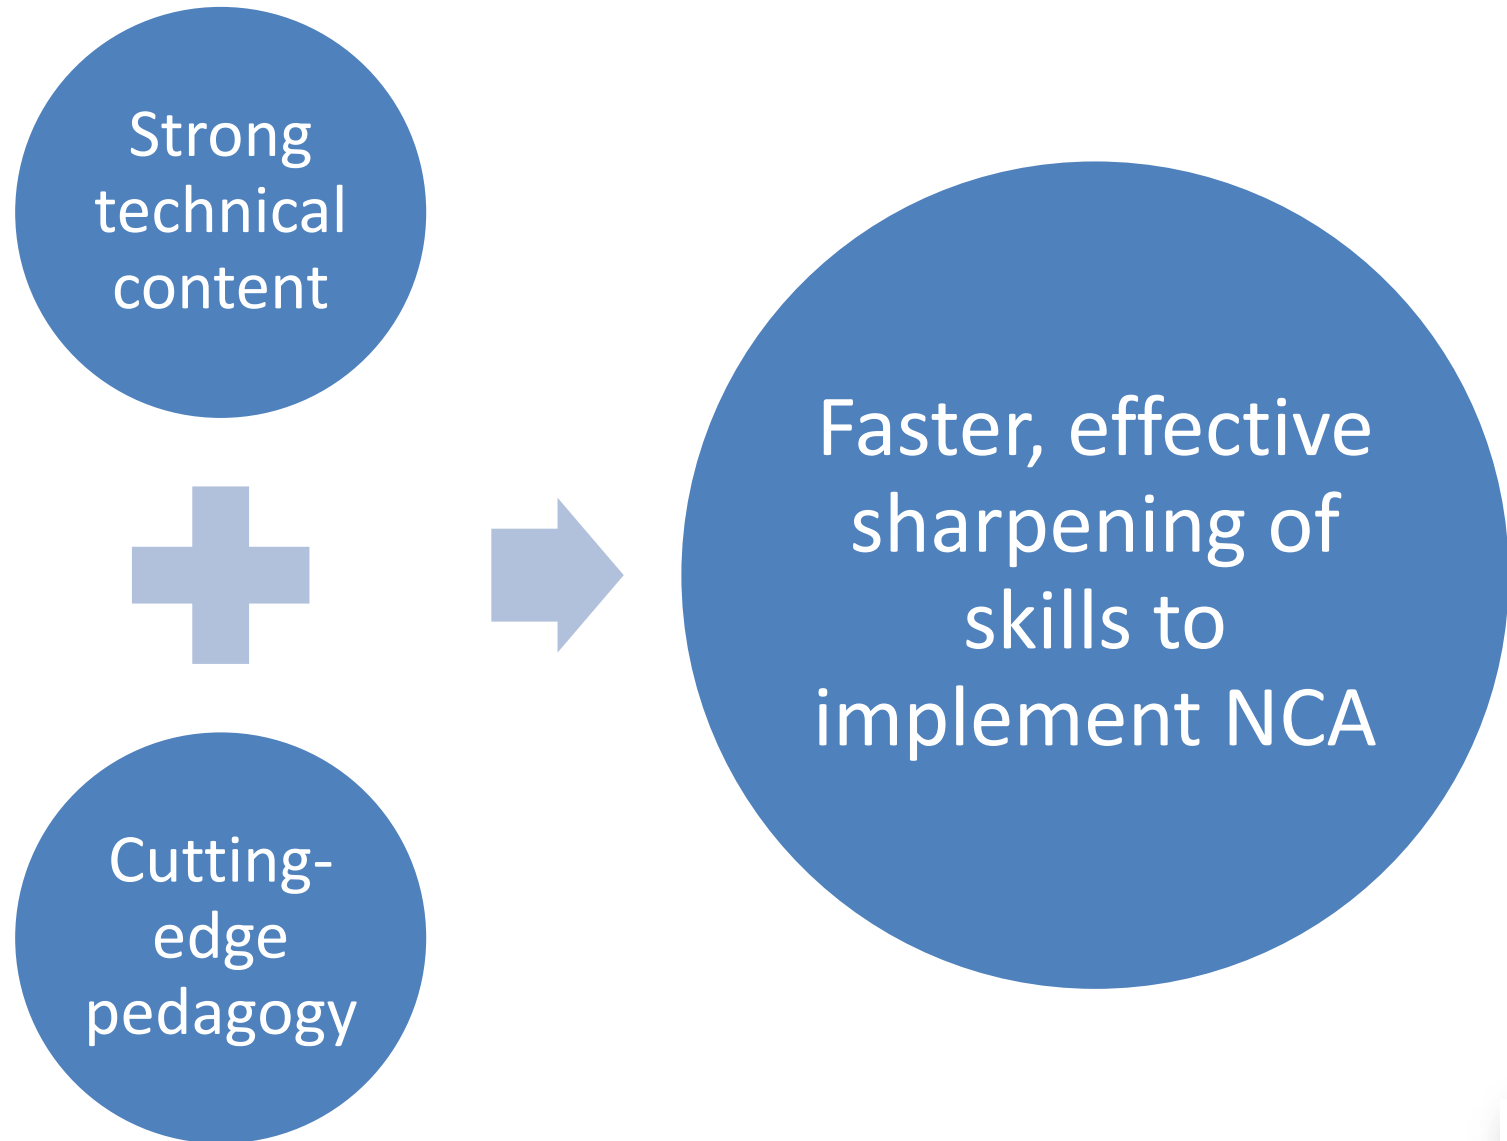 Strong
technical
content
Cutting-
edge
pedagogy
Faster, effective
sharpening of
skills to
implement NCA